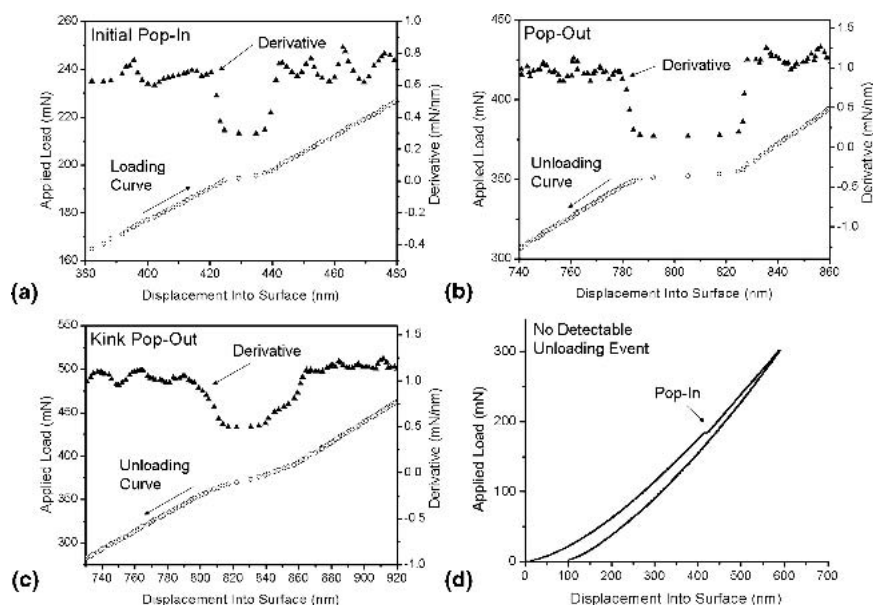 Initial Pop-In
Derivative
Loading
Curve
Applied Load (mN)
260
240
220
200
180
160
Derivative (mN/nm)
1.0
0.8
0.6
0.4
0.2
0.0
-0.2
-0.4
380
400
420
440
460
480
Displacement Into Surface (nm)
(a)
Pop-Out
Derivative
Unloading
Curve
Applied Load (mN)
450
400
350
300
Derivative (mN/nm)
1.5
1.0
0.5
0.0
-0.5
-1.0
740
760
780
800
820
840
860
Displacement Into Surface (nm)
(b)
Kink Pop-Out
Derivative
Unloading
Curve
Applied Load (mN)
550
500
450
400
350
300
Derivative (mN/nm)
1.5
1.0
0.5
0.0
-0.5
-1.0
740
760
780
800
820
840
860
880
900
920
Displacement Into Surface (nm)
(c)
No Detectable
Unloading Event
Pop-In
Applied Load (mN)
300
200
100
0
0
100
200
300
400
500
600
700
Displacement Into Surface (nm)
(d)